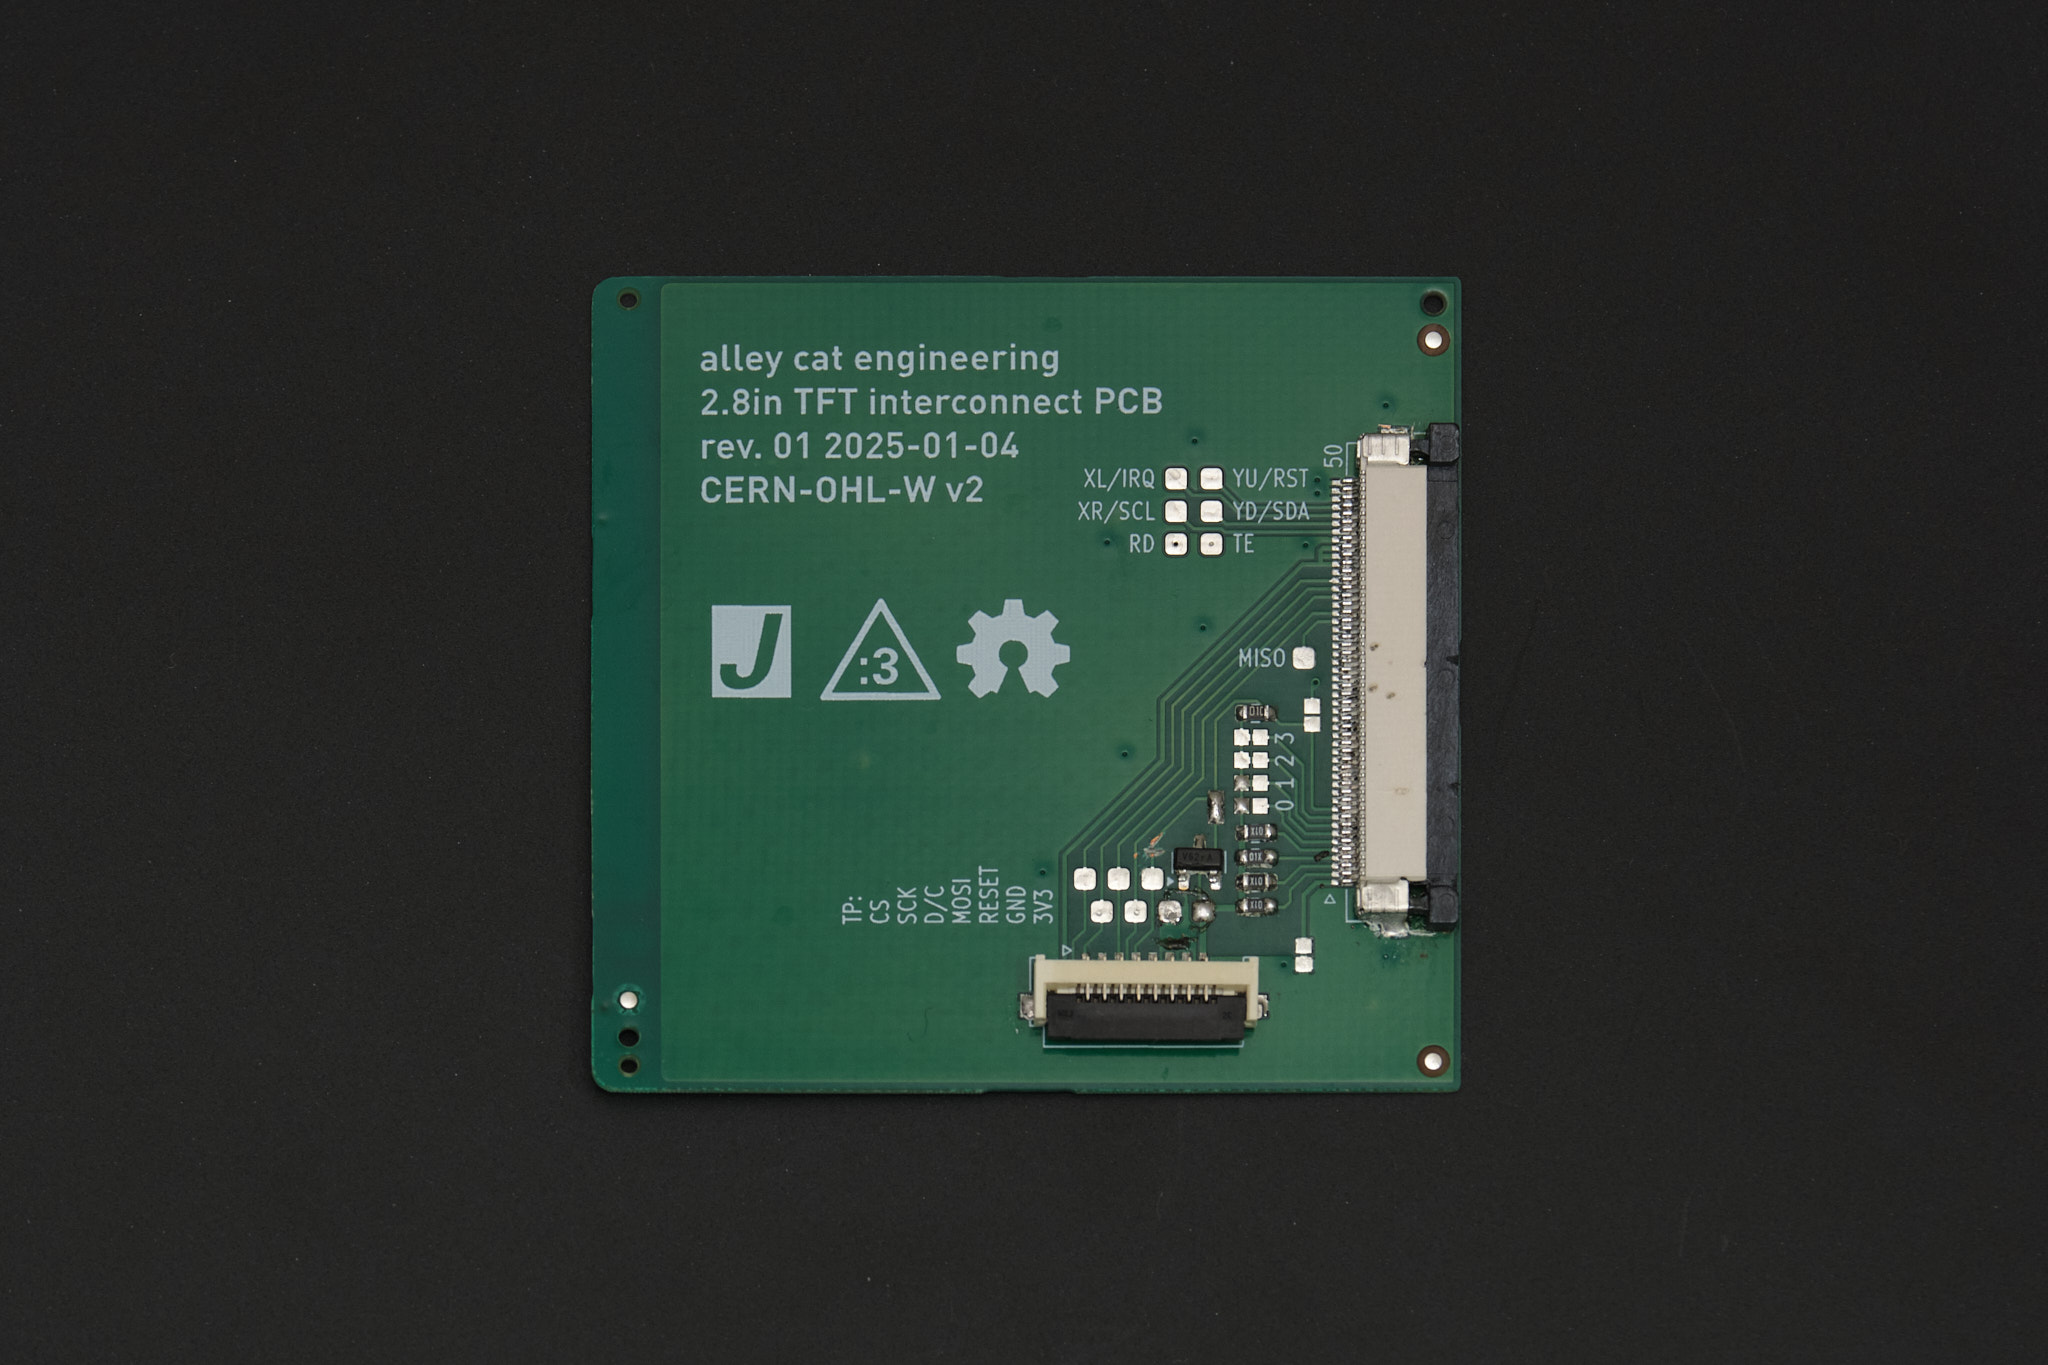 alley cat engineering
2.8in TFT interconnect PCB
rev. 01 2025-01-04
CERN-OHL-W v2
50
XL/IRQ YU/RST
XR/SCL YD/SDA
RD TE
J :3
MISO
0 1 2 3
TP:
CS
SCK
D/C
MOSI
RESET
GND
3V3